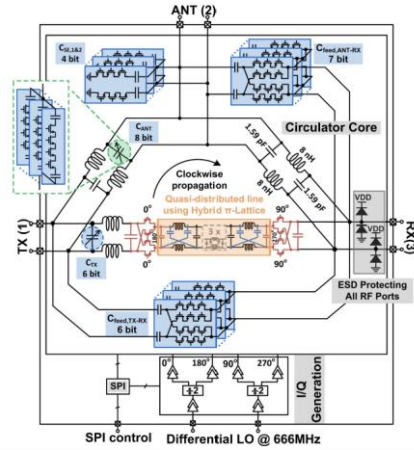 ANT (2)
C_SI,1&2
4 bit
C_feed,ANT-RX
7 bit
C_ANT
8 bit
1.59 pF
8 nH
Circulator Core
Clockwise
propagation
8 nH
1.59 pF
Quasi-distributed line
using Hybrid π-Lattice
TX (1)
0°
90°
180°
3 x
VDD
VDD
RX(3)
0°
90°
C_TX
6 bit
ESD Protecting
All RF Ports
C_feed,TX-RX
6 bit
0°
180°
90°
270°
SPI
÷2
÷2
I/Q
Generation
SPI control
Differential LO @ 666MHz